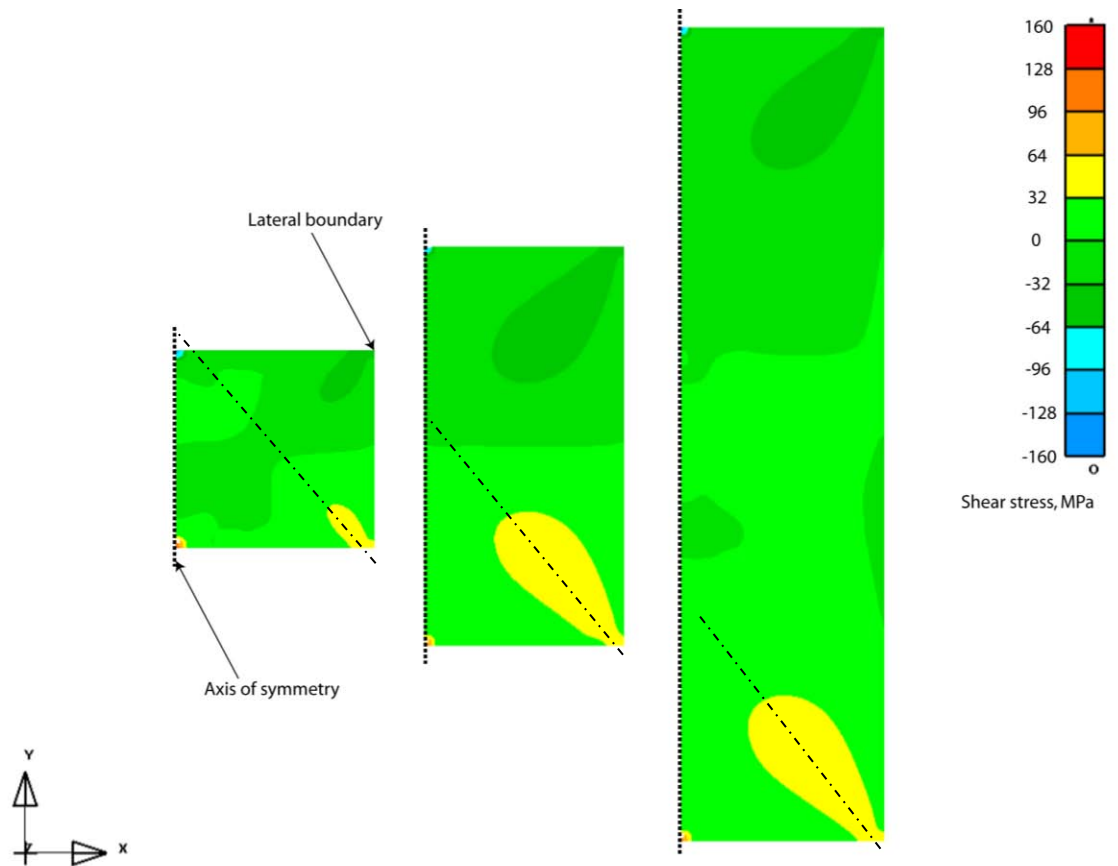 Lateral boundary
Axis of symmetry
Y
Z
X
160
128
96
64
32
0
-32
-64
-96
-128
-160
Shear stress, MPa